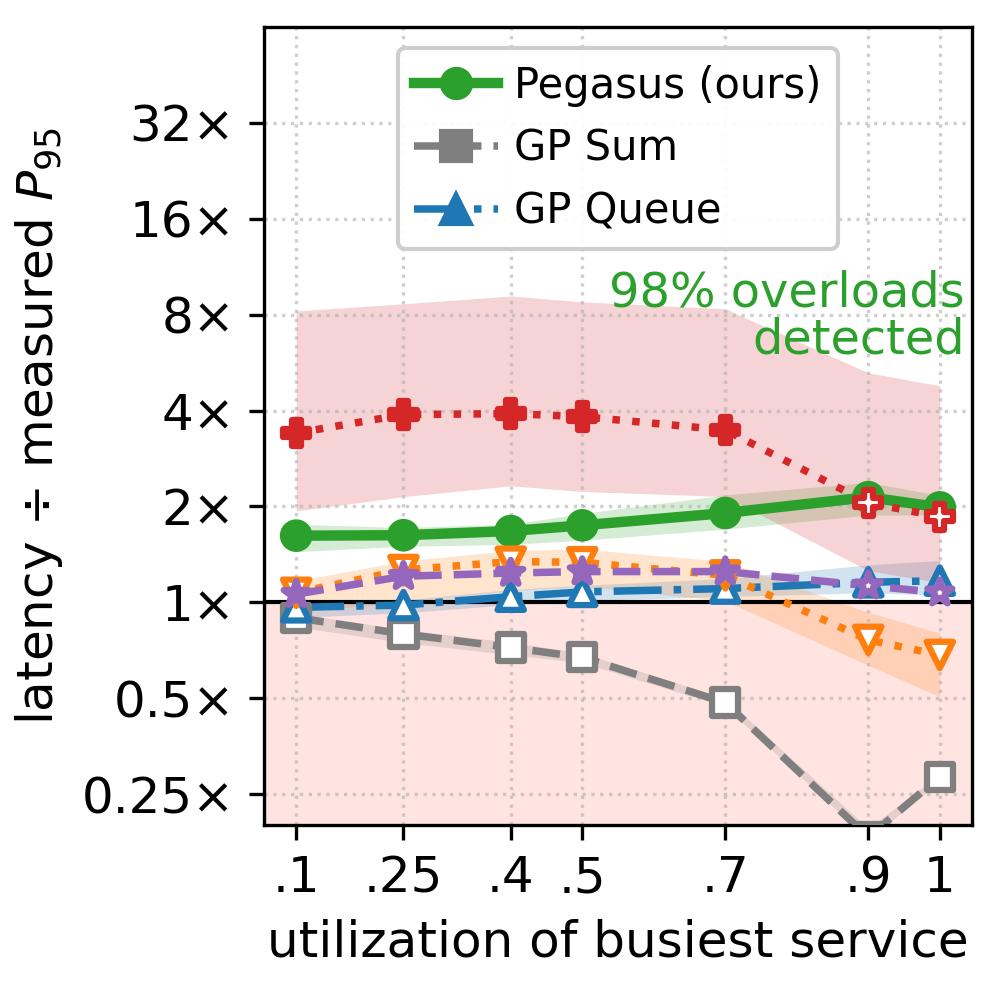 Pegasus (ours)
GP Sum
GP Queue
98% overloads
detected
latency ÷ measured P95
32×
16×
8×
4×
2×
1×
0.5×
0.25×
.1 .25 .4 .5 .7 .9 1
utilization of busiest service